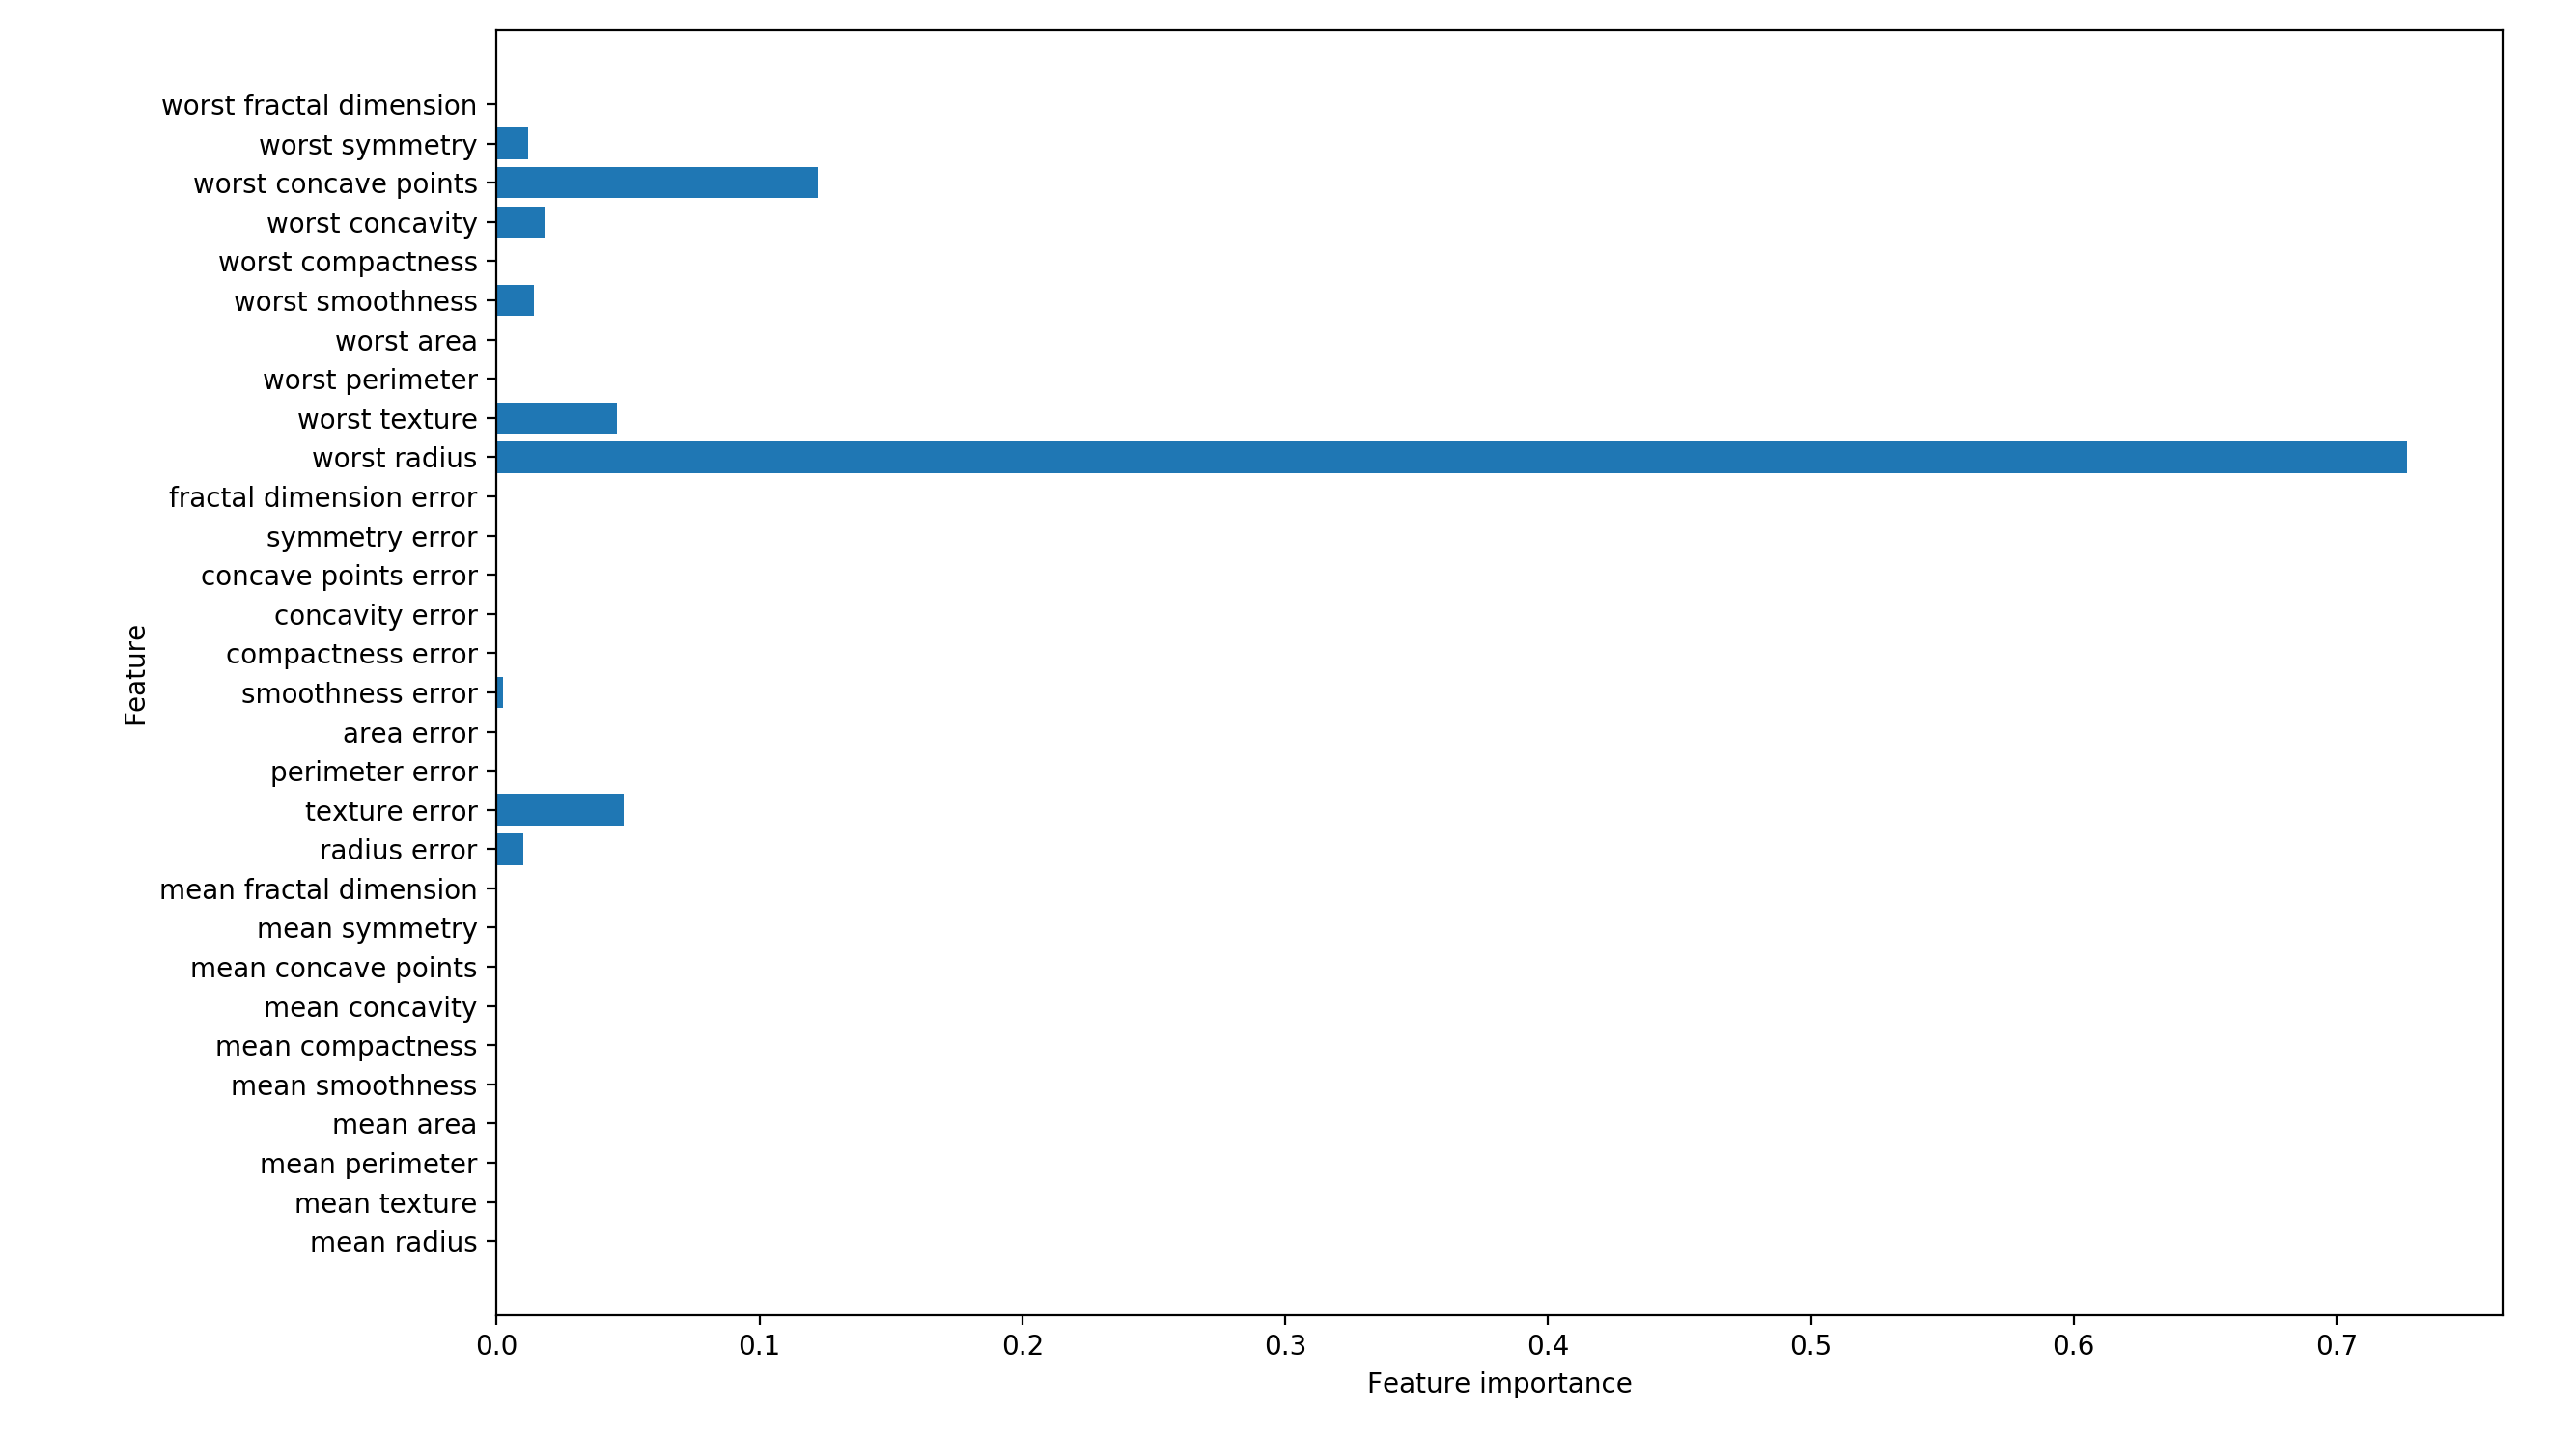 worst fractal dimension
worst symmetry
worst concave points
worst concavity
worst compactness
worst smoothness
worst area
worst perimeter
worst texture
worst radius
fractal dimension error
symmetry error
concave points error
concavity error
compactness error
smoothness error
area error
perimeter error
texture error
radius error
mean fractal dimension
mean symmetry
mean concave points
mean concavity
mean compactness
mean smoothness
mean area
mean perimeter
mean texture
mean radius
Feature
0.0 0.1 0.2 0.3 0.4 0.5 0.6 0.7
Feature importance